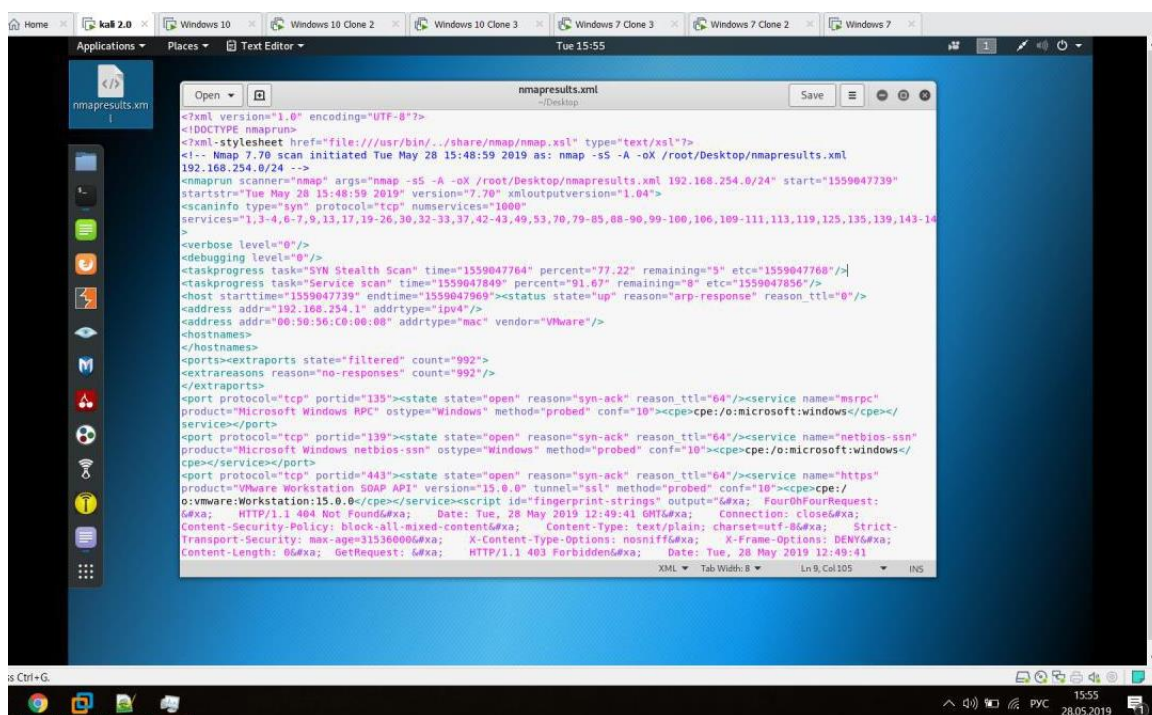 Home
kali 2.0
Windows 10
Windows 10 Clone 2
Windows 10 Clone 3
Windows 7 Clone 3
Windows 7 Clone 2
Windows 7
Applications
Places
Text Editor
Tue 15:55
1
nmapresults.xm
l
Open
nmapresults.xml
~/Desktop
Save
<?xml version="1.0" encoding="UTF-8"?>
<!DOCTYPE nmaprun>
<?xml-stylesheet href="file:///usr/bin/../share/nmap/nmap.xsl" type="text/xsl"?>
<!-- Nmap 7.70 scan initiated Tue May 28 15:48:59 2019 as: nmap -sS -A -oX /root/Desktop/nmapresults.xml
192.168.254.0/24 -->
<nmaprun scanner="nmap" args="nmap -sS -A -oX /root/Desktop/nmapresults.xml 192.168.254.0/24" start="1559047739"
startstr="Tue May 28 15:48:59 2019" version="7.70" xmloutputversion="1.04">
<scaninfo type="syn" protocol="tcp" numservices="1000"
services="1,3-4,6-7,9,13,17,19-26,30,32-33,37,42-43,49,53,70,79-85,88-90,99-100,106,109-111,113,119,125,135,139,143-14
>
<verbose level="0"/>
<debugging level="0"/>
<taskprogress task="SYN Stealth Scan" time="1559047764" percent="77.22" remaining="5" etc="1559047768"/>
<taskprogress task="Service scan" time="1559047849" percent="91.67" remaining="8" etc="1559047856"/>
<host starttime="1559047739" endtime="1559047969"><status state="up" reason="arp-response" reason_ttl="0"/>
<address addr="192.168.254.1" addrtype="ipv4"/>
<address addr="00:50:56:C0:00:08" addrtype="mac" vendor="VMware"/>
<hostnames>
</hostnames>
<ports><extraports state="filtered" count="992">
<extrareasons reason="no-responses" count="992"/>
</extraports>
<port protocol="tcp" portid="135"><state state="open" reason="syn-ack" reason_ttl="64"/><service name="msrpc"
product="Microsoft Windows RPC" ostype="Windows" method="probed" conf="10"><cpe>cpe:/o:microsoft:windows</cpe></
service></port>
<port protocol="tcp" portid="139"><state state="open" reason="syn-ack" reason_ttl="64"/><service name="netbios-ssn"
product="Microsoft Windows netbios-ssn" ostype="Windows" method="probed" conf="10"><cpe>cpe:/o:microsoft:windows</
cpe></service></port>
<port protocol="tcp" portid="443"><state state="open" reason="syn-ack" reason_ttl="64"/><service name="https"
product="VMware Workstation SOAP API" version="15.0.0" tunnel="ssl" method="probed" conf="10"><cpe>cpe:/
o:vmware:Workstation:15.0.0</cpe></service><script id="fingerprint-strings" output="&#xa;  FourOhFourRequest:
&#xa;    HTTP/1.1 404 Not Found&#xa;    Date: Tue, 28 May 2019 12:49:41 GMT&#xa;    Connection: close&#xa;
Content-Security-Policy: block-all-mixed-content&#xa;    Content-Type: text/plain; charset=utf-8&#xa;    Strict-
Transport-Security: max-age=31536000&#xa;    X-Content-Type-Options: nosniff&#xa;    X-Frame-Options: DENY&#xa;
Content-Length: 0&#xa;  GetRequest: &#xa;    HTTP/1.1 403 Forbidden&#xa;    Date: Tue, 28 May 2019 12:49:41
XML
Tab Width: 8
Ln 9, Col 105
INS
ss Ctrl+G.
РУС
15:55
28.05.2019
1